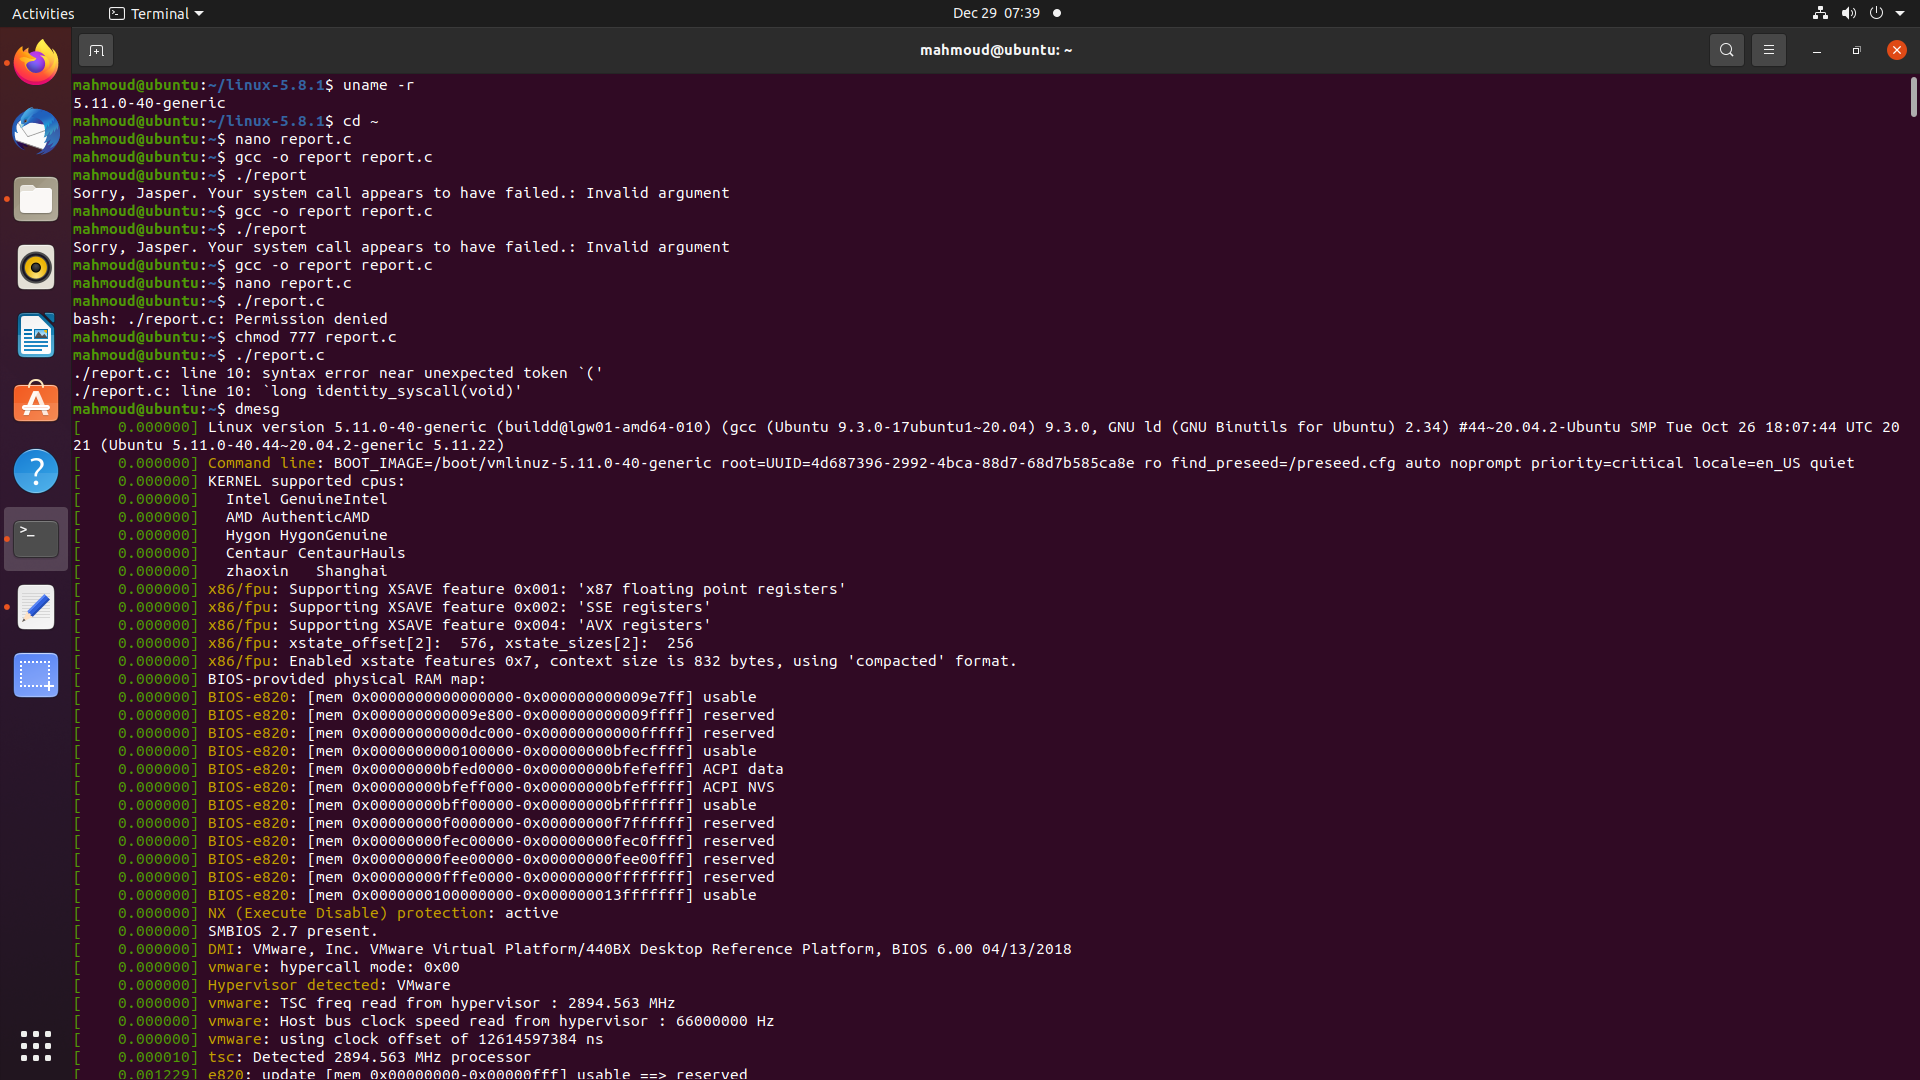 Activities
Terminal
Dec 29 07:39
mahmoud@ubuntu: ~
mahmoud@ubuntu:~/linux-5.8.1$ uname -r
5.11.0-40-generic
mahmoud@ubuntu:~/linux-5.8.1$ cd ~
mahmoud@ubuntu:~$ nano report.c
mahmoud@ubuntu:~$ gcc -o report report.c
mahmoud@ubuntu:~$ ./report
Sorry, Jasper. Your system call appears to have failed.: Invalid argument
mahmoud@ubuntu:~$ gcc -o report report.c
mahmoud@ubuntu:~$ ./report
Sorry, Jasper. Your system call appears to have failed.: Invalid argument
mahmoud@ubuntu:~$ gcc -o report report.c
mahmoud@ubuntu:~$ nano report.c
mahmoud@ubuntu:~$ ./report.c
bash: ./report.c: Permission denied
mahmoud@ubuntu:~$ chmod 777 report.c
mahmoud@ubuntu:~$ ./report.c
./report.c: line 10: syntax error near unexpected token `('
./report.c: line 10: `long identity_syscall(void)'
mahmoud@ubuntu:~$ dmesg
[    0.000000] Linux version 5.11.0-40-generic (buildd@lgw01-amd64-010) (gcc (Ubuntu 9.3.0-17ubuntu1~20.04) 9.3.0, GNU ld (GNU Binutils for Ubuntu) 2.34) #44~20.04.2-Ubuntu SMP Tue Oct 26 18:07:44 UTC 20
21 (Ubuntu 5.11.0-40.44~20.04.2-generic 5.11.22)
[    0.000000] Command line: BOOT_IMAGE=/boot/vmlinuz-5.11.0-40-generic root=UUID=4d687396-2992-4bca-88d7-68d7b585ca8e ro find_preseed=/preseed.cfg auto noprompt priority=critical locale=en_US quiet
[    0.000000] KERNEL supported cpus:
[    0.000000]   Intel GenuineIntel
[    0.000000]   AMD AuthenticAMD
[    0.000000]   Hygon HygonGenuine
[    0.000000]   Centaur CentaurHauls
[    0.000000]   zhaoxin   Shanghai
[    0.000000] x86/fpu: Supporting XSAVE feature 0x001: 'x87 floating point registers'
[    0.000000] x86/fpu: Supporting XSAVE feature 0x002: 'SSE registers'
[    0.000000] x86/fpu: Supporting XSAVE feature 0x004: 'AVX registers'
[    0.000000] x86/fpu: xstate_offset[2]:  576, xstate_sizes[2]:  256
[    0.000000] x86/fpu: Enabled xstate features 0x7, context size is 832 bytes, using 'compacted' format.
[    0.000000] BIOS-provided physical RAM map:
[    0.000000] BIOS-e820: [mem 0x0000000000000000-0x000000000009e7ff] usable
[    0.000000] BIOS-e820: [mem 0x000000000009e800-0x000000000009ffff] reserved
[    0.000000] BIOS-e820: [mem 0x00000000000dc000-0x00000000000fffff] reserved
[    0.000000] BIOS-e820: [mem 0x0000000000100000-0x00000000bfecffff] usable
[    0.000000] BIOS-e820: [mem 0x00000000bfed0000-0x00000000bfefefff] ACPI data
[    0.000000] BIOS-e820: [mem 0x00000000bfeff000-0x00000000bfefffff] ACPI NVS
[    0.000000] BIOS-e820: [mem 0x00000000bff00000-0x00000000bfffffff] usable
[    0.000000] BIOS-e820: [mem 0x00000000f0000000-0x00000000f7ffffff] reserved
[    0.000000] BIOS-e820: [mem 0x00000000fec00000-0x00000000fec0ffff] reserved
[    0.000000] BIOS-e820: [mem 0x00000000fee00000-0x00000000fee00fff] reserved
[    0.000000] BIOS-e820: [mem 0x00000000fffe0000-0x00000000ffffffff] reserved
[    0.000000] BIOS-e820: [mem 0x0000000100000000-0x000000013fffffff] usable
[    0.000000] NX (Execute Disable) protection: active
[    0.000000] SMBIOS 2.7 present.
[    0.000000] DMI: VMware, Inc. VMware Virtual Platform/440BX Desktop Reference Platform, BIOS 6.00 04/13/2018
[    0.000000] vmware: hypercall mode: 0x00
[    0.000000] Hypervisor detected: VMware
[    0.000000] vmware: TSC freq read from hypervisor : 2894.563 MHz
[    0.000000] vmware: Host bus clock speed read from hypervisor : 66000000 Hz
[    0.000000] vmware: using clock offset of 12614597384 ns
[    0.000010] tsc: Detected 2894.563 MHz processor
[    0.001229] e820: update [mem 0x00000000-0x00000fff] usable ==> reserved